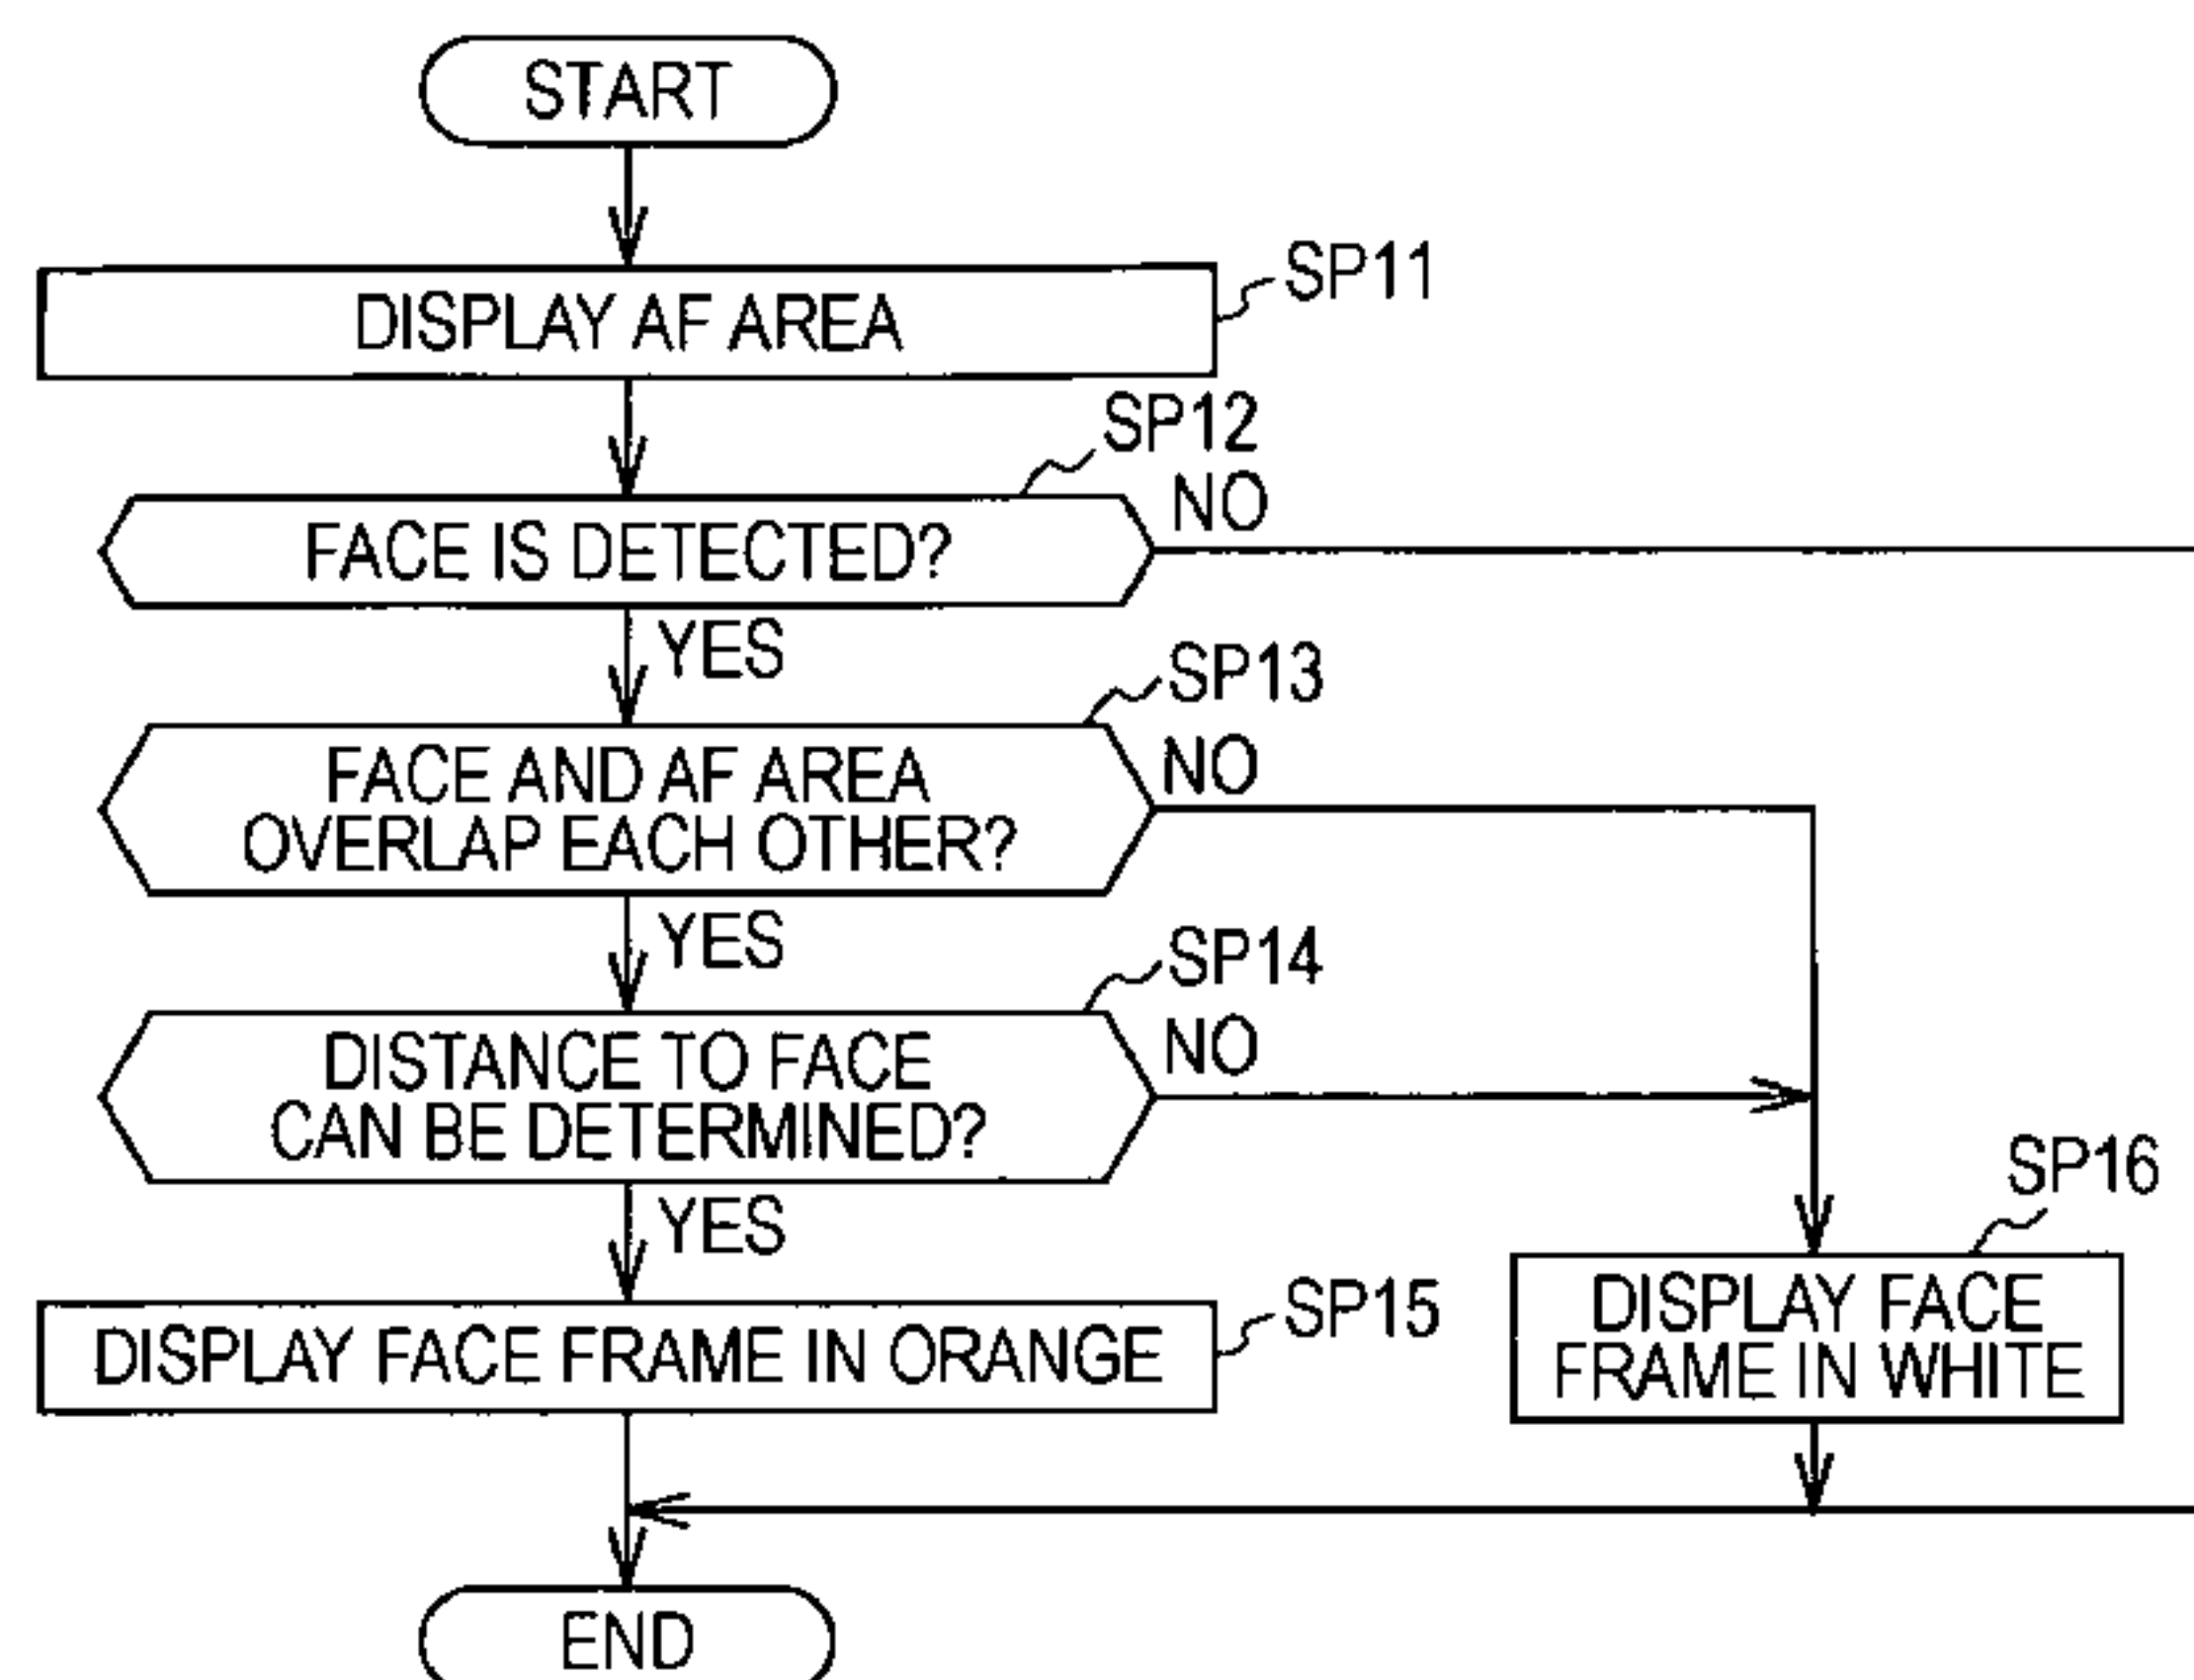 START
DISPLAY AF AREA
SP11
SP12
NO
FACE IS DETECTED?
YES
SP13
NO
FACE AND AF AREA
OVERLAP EACH OTHER?
YES
SP14
NO
DISTANCE TO FACE
CAN BE DETERMINED?
YES
SP16
DISPLAY FACE
FRAME IN WHITE
SP15
DISPLAY FACE FRAME IN ORANGE
END